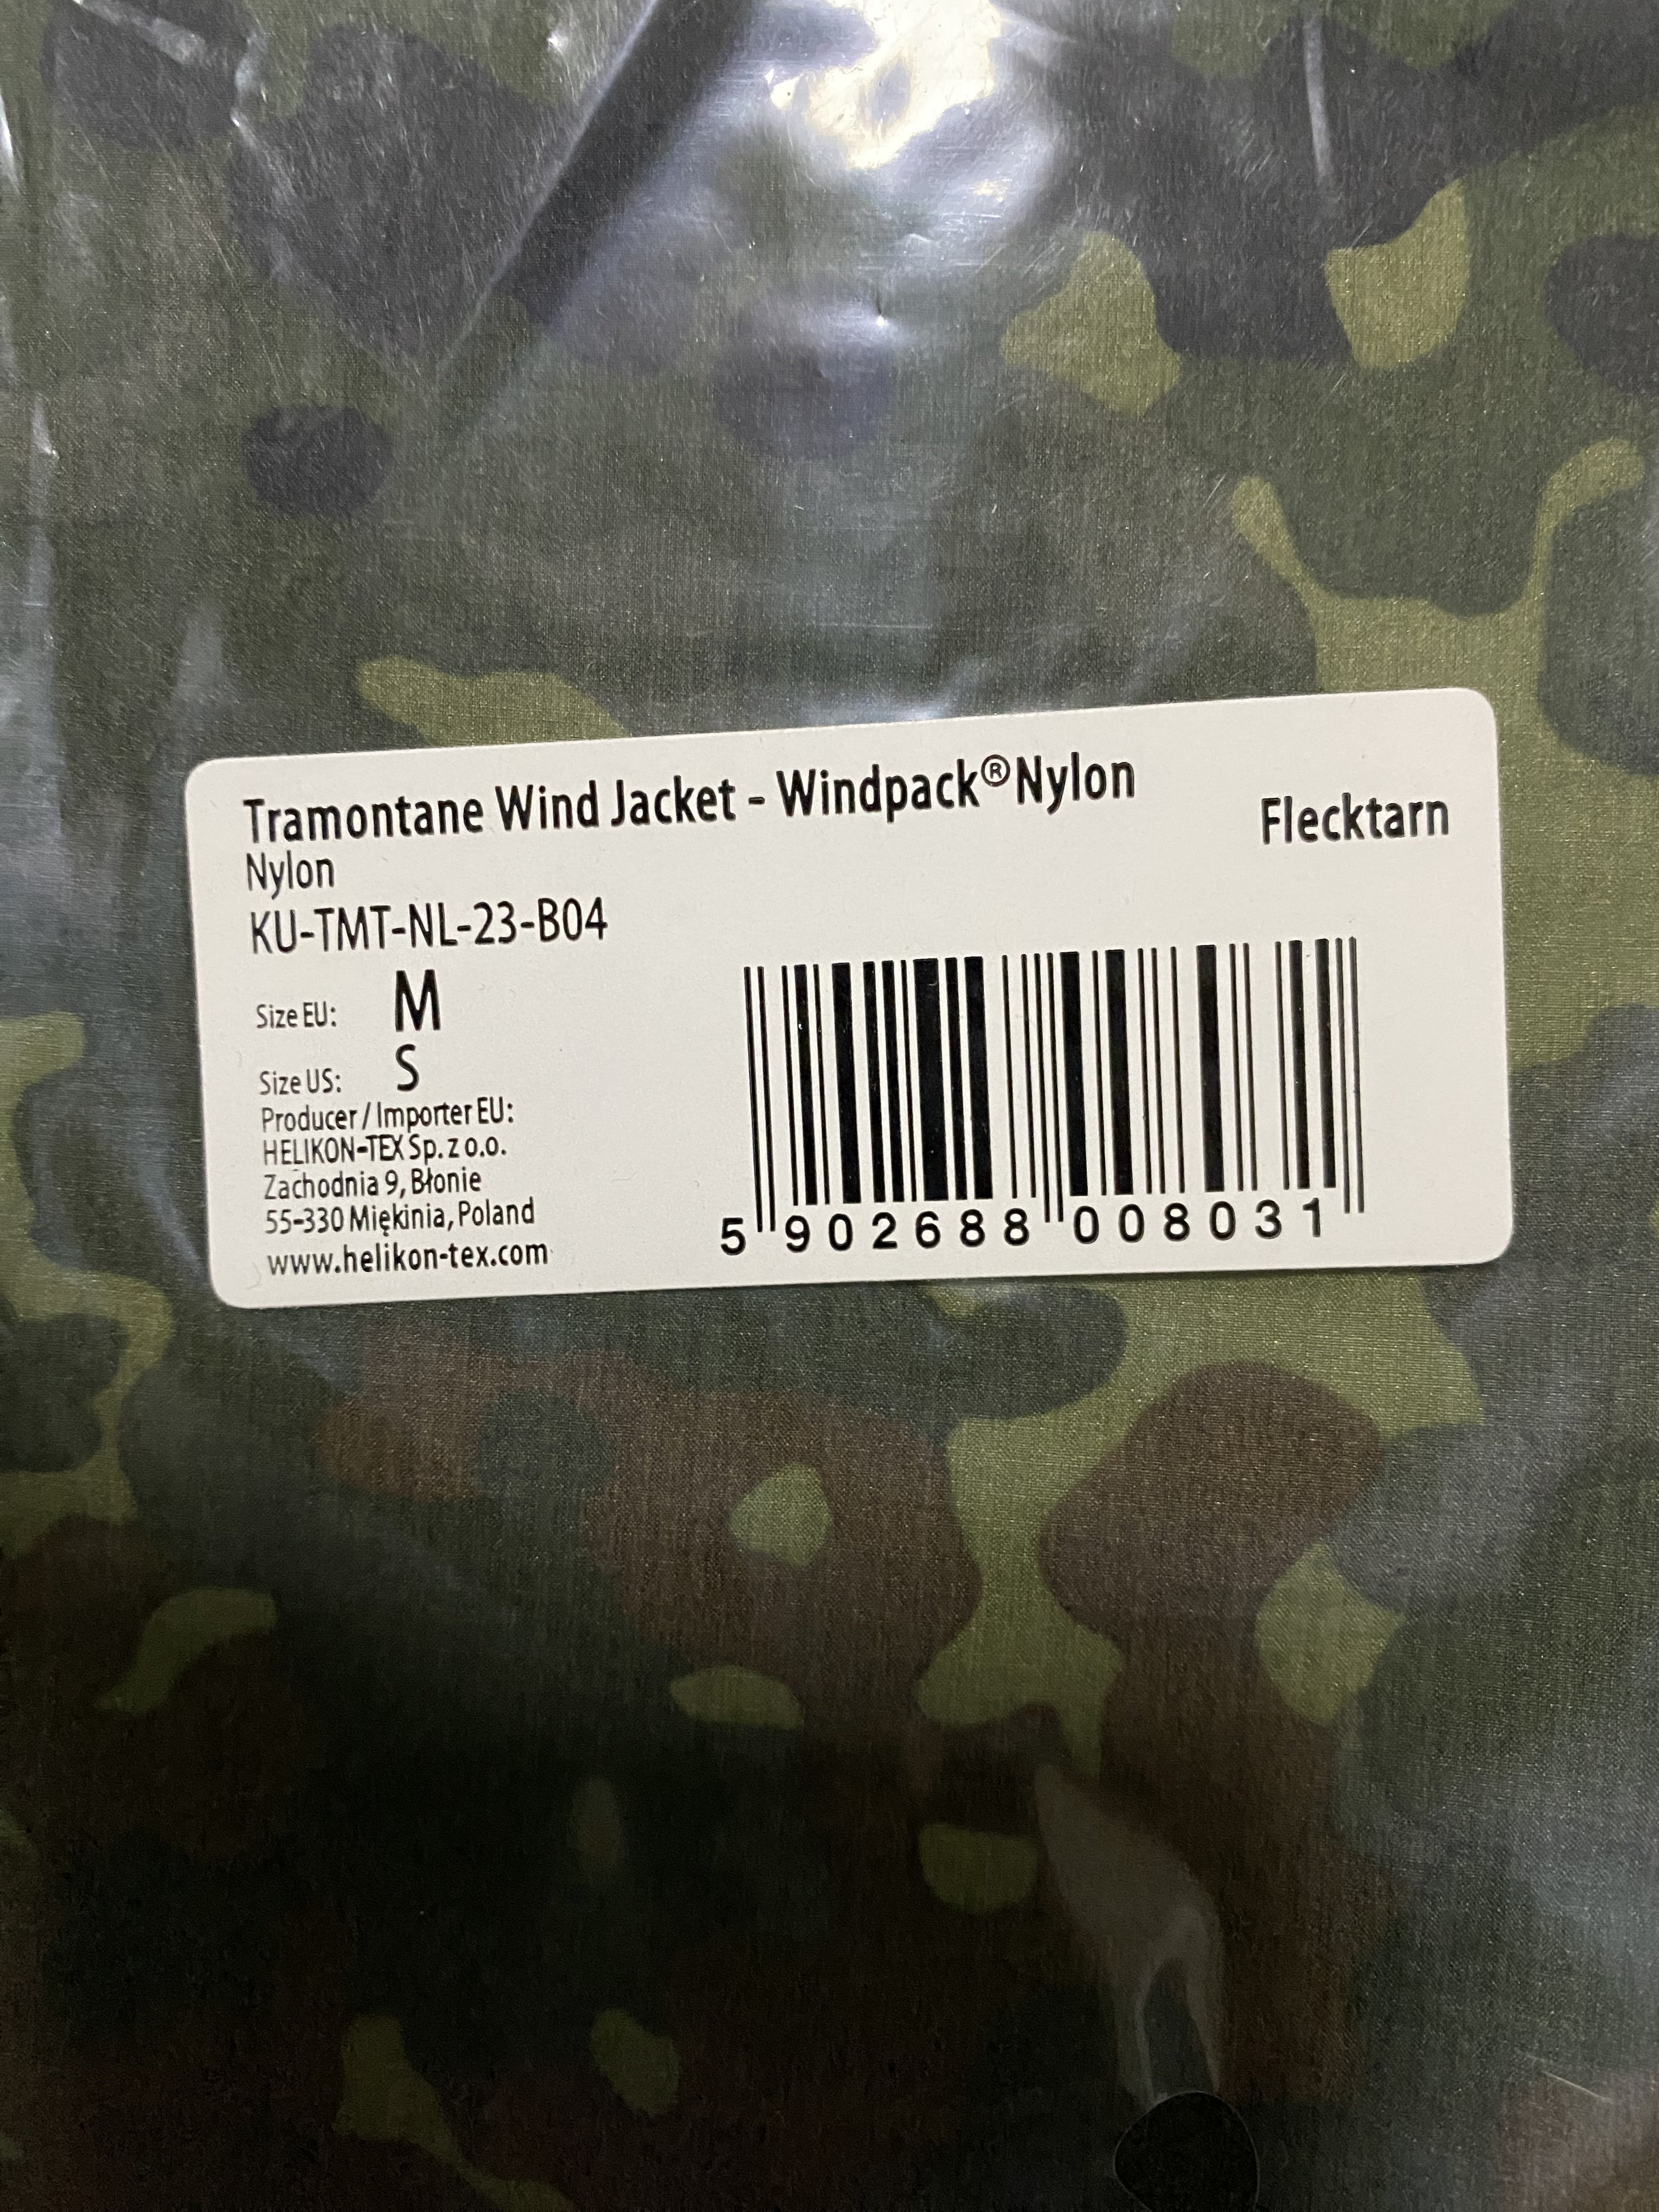 Tramontane Wind Jacket - Windpack® Nylon
Flecktarn
Nylon
KU-TMT-NL-23-B04
Size EU: M
Size US: S
Producer / Importer EU:
HELIKON-TEX Sp. z o.o.
Zachodnia 9, Błonie
55-330 Miękinia, Poland
www.helikon-tex.com
5 902688 008031